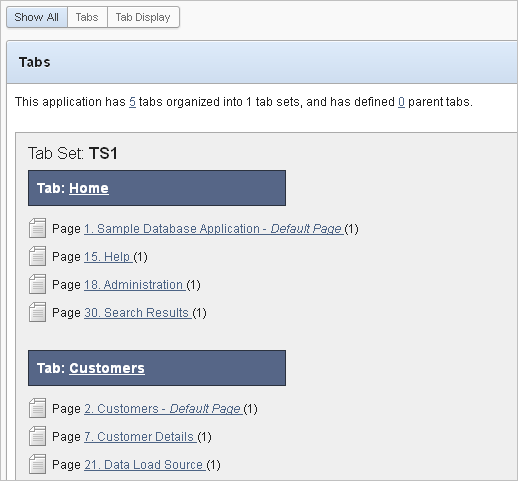 Show All Tabs Tab Display
Tabs
This application has 5 tabs organized into 1 tab sets, and has defined 0 parent tabs.
Tab Set: TS1
Tab: Home
Page 1. Sample Database Application - Default Page (1)
Page 15. Help (1)
Page 18. Administration (1)
Page 30. Search Results (1)
Tab: Customers
Page 2. Customers - Default Page (1)
Page 7. Customer Details (1)
Page 21. Data Load Source (1)